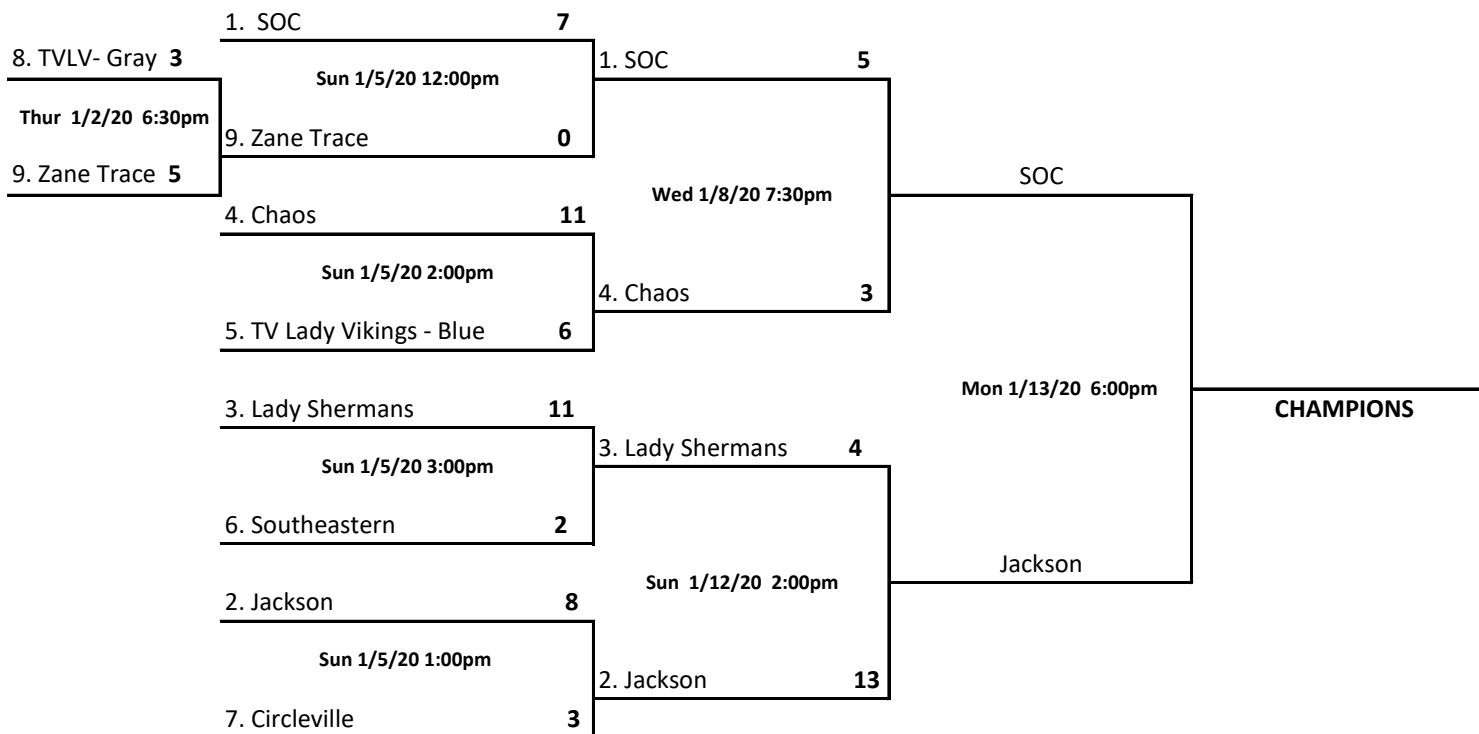 1. SOC 7
8. TVLV- Gray 3
Sun 1/5/20 12:00pm
1. SOC 5
Thur 1/2/20 6:30pm
9. Zane Trace 0
9. Zane Trace 5
SOC
Wed 1/8/20 7:30pm
4. Chaos 11
Sun 1/5/20 2:00pm
4. Chaos 3
5. TV Lady Vikings - Blue 6
Mon 1/13/20 6:00pm
CHAMPIONS
3. Lady Shermans 11
3. Lady Shermans 4
Sun 1/5/20 3:00pm
6. Southeastern 2
Jackson
Sun 1/12/20 2:00pm
2. Jackson 8
Sun 1/5/20 1:00pm
2. Jackson 13
7. Circleville 3